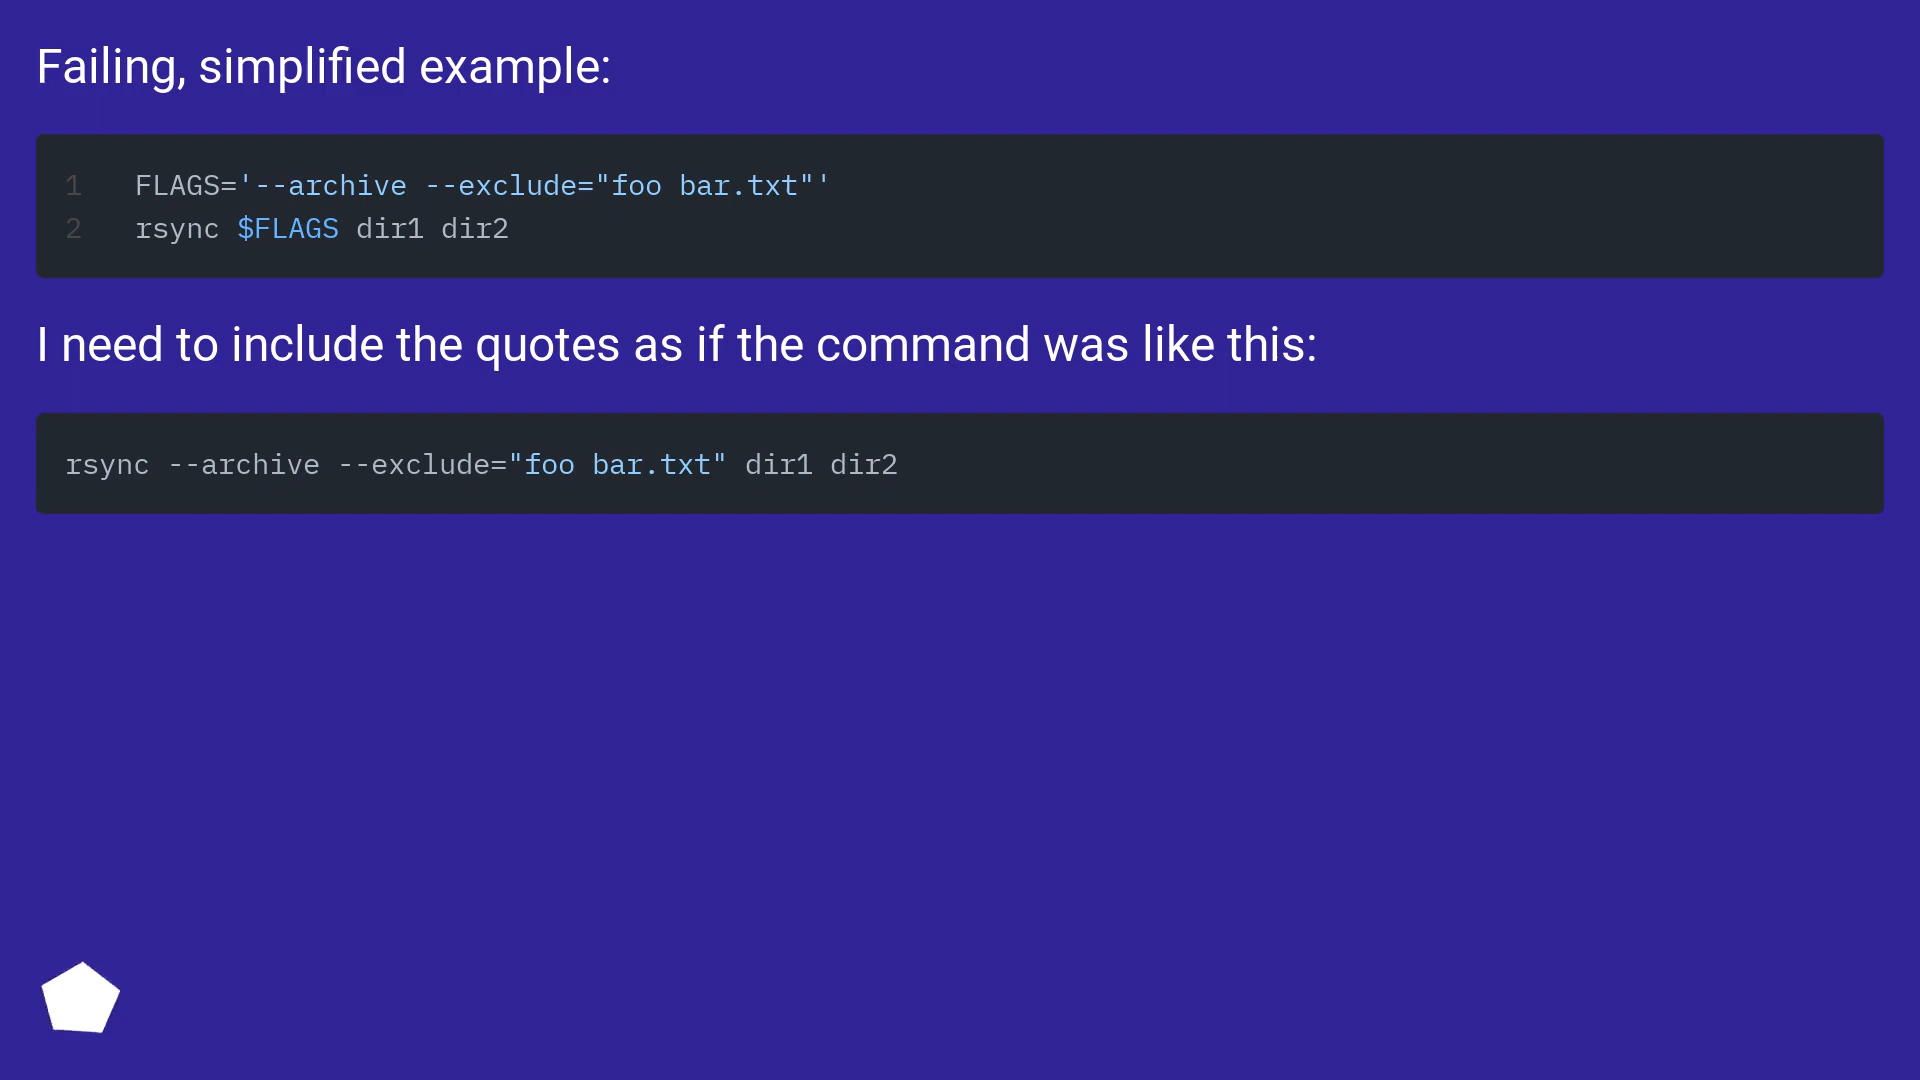 Failing, simplified example:
1 FLAGS='--archive --exclude="foo bar.txt"'
2 rsync $FLAGS dir1 dir2
I need to include the quotes as if the command was like this:
rsync --archive --exclude="foo bar.txt" dir1 dir2